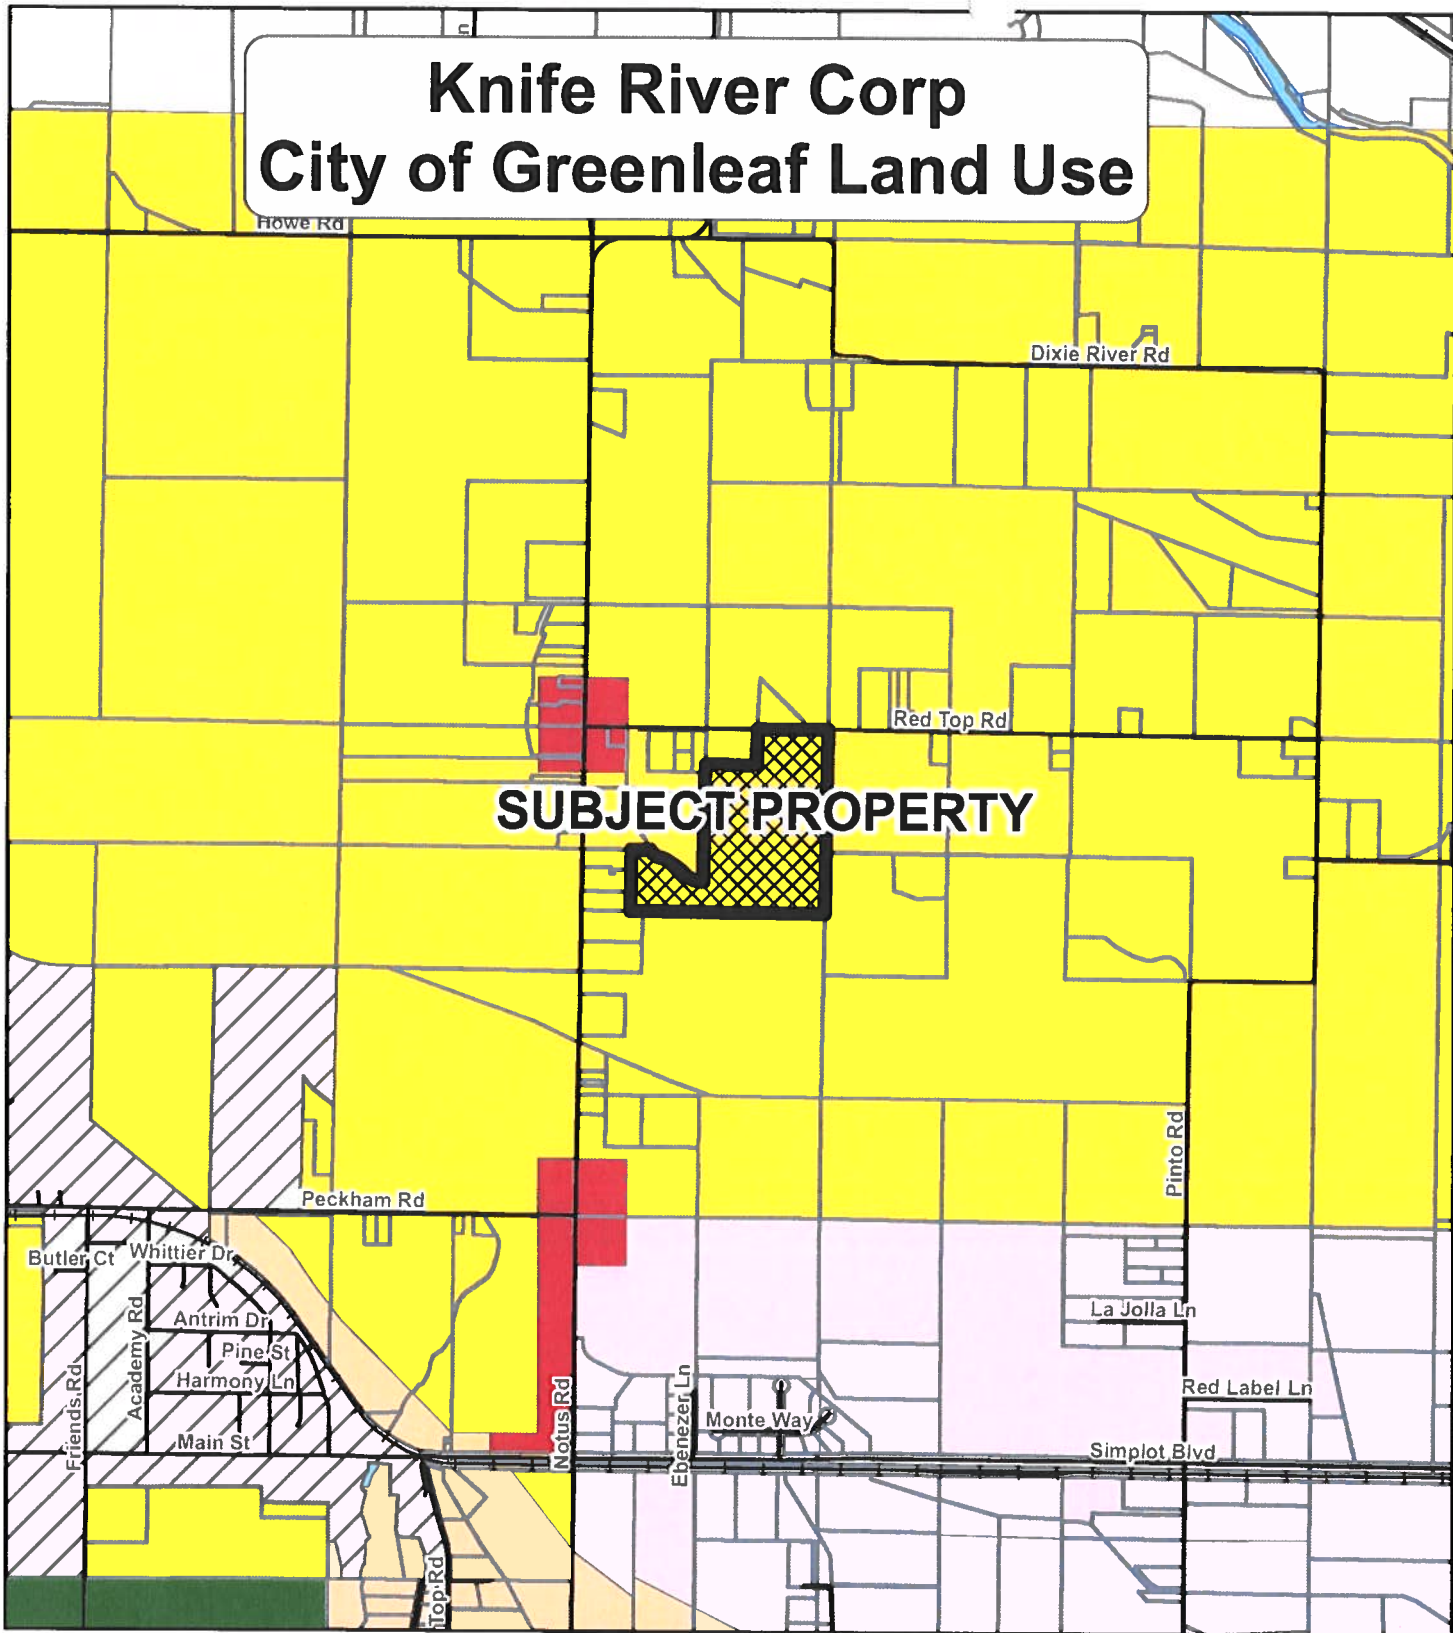 Knife River Corp
City of Greenleaf Land Use
Howe Rd
Dixie River Rd
Red Top Rd
SUBJECT PROPERTY
Pinto Rd
Peckham Rd
Butler Ct
Whittier Dr
Antrim Dr
La Jolla Ln
Academy Rd
Pine St
Harmony Ln
Friends Rd
Notus Rd
Ebenezer Ln
Red Label Ln
Monte Way
Main St
Simplot Blvd
Top Rd